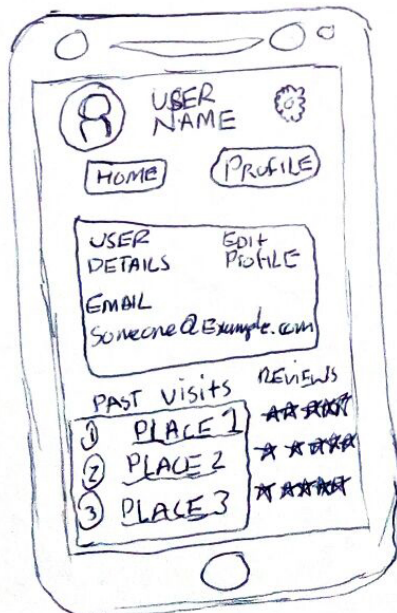 USER
NAME
HOME
PROFILE
USER
DETAILS
EDIT
PROFILE
EMAIL
Someone@Example.com
PAST VISITS
REVIEWS
1 PLACE 1
2 PLACE 2
3 PLACE 3